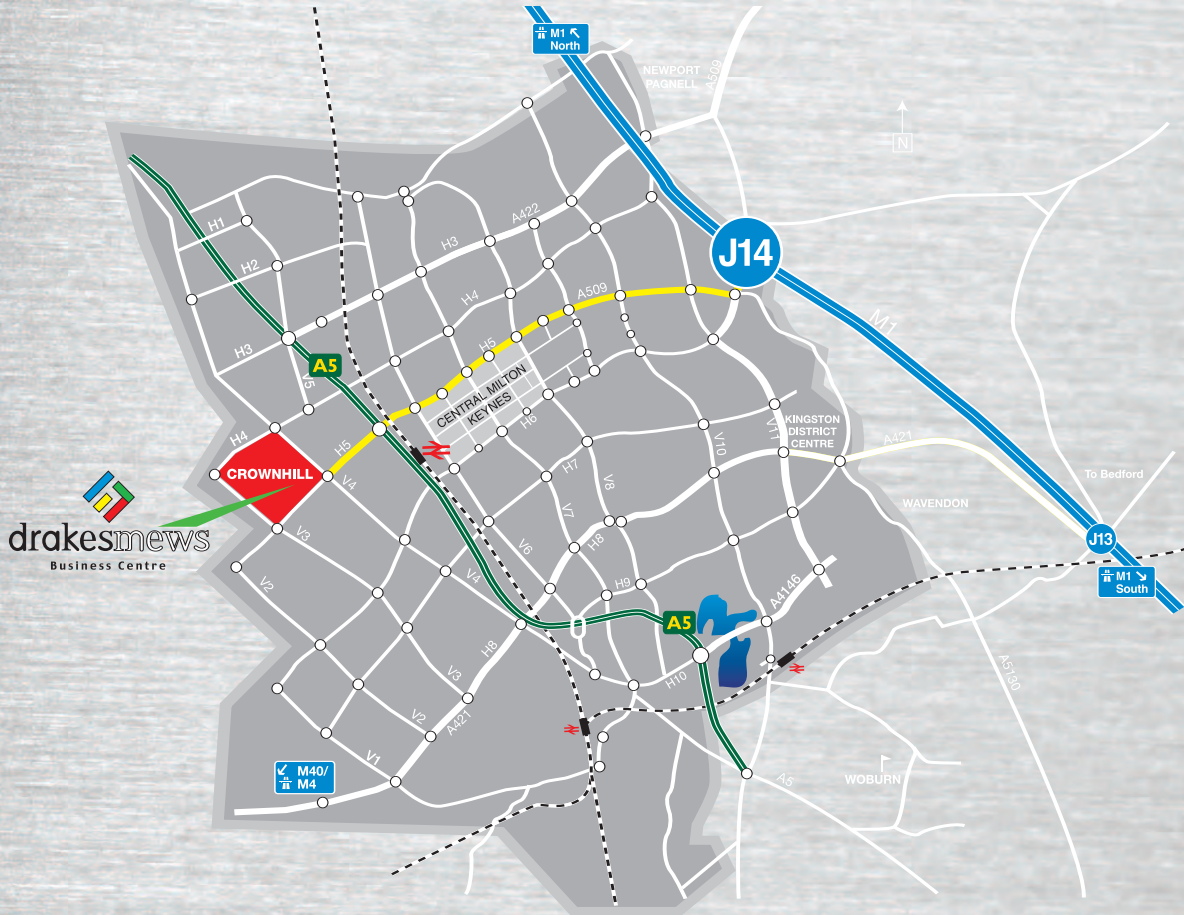 M1
North
NEWPORT
PAGNELL
A509
N
H1
A422
H3
H2
J14
H4
A509
M1
H5
H3
A5
V5
CENTRAL MILTON
KEYNES
H6
H4
KINGSTON
DISTRICT
CENTRE
V11
V10
A421
H5
CROWNHILL
V4
H7
V8
To Bedford
WAVENDON
drakesmews
Business Centre
V7
V3
V6
H8
J13
M1
South
V2
V4
H9
A4146
A5
H8
V3
H10
A5130
V2
A421
V1
M40/
M4
A5
WOBURN